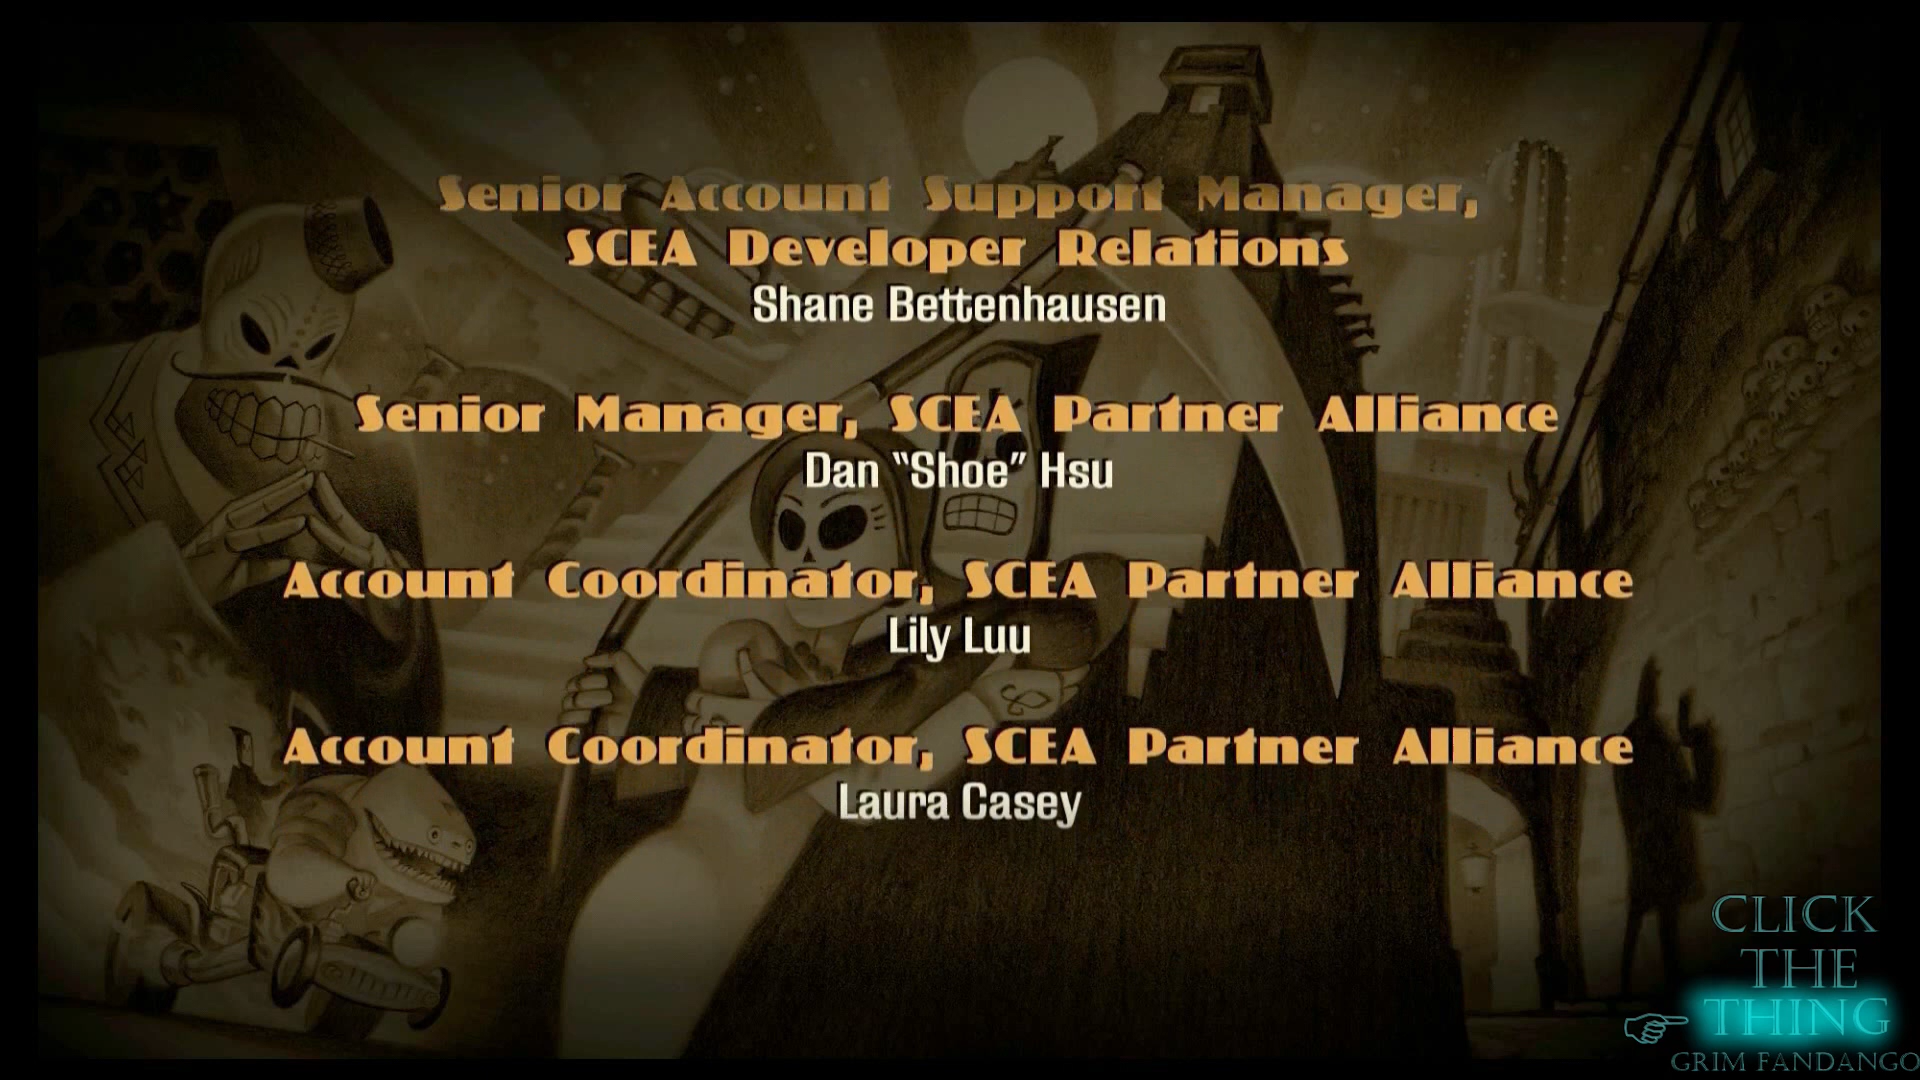 Senior Account Support Manager,
SCEA Developer Relations
Shane Bettenhausen
Senior Manager, SCEA Partner Alliance
Dan “Shoe” Hsu
Account Coordinator, SCEA Partner Alliance
Lily Luu
Account Coordinator, SCEA Partner Alliance
Laura Casey
CLICK
THE
THING
GRIM FANDANGO